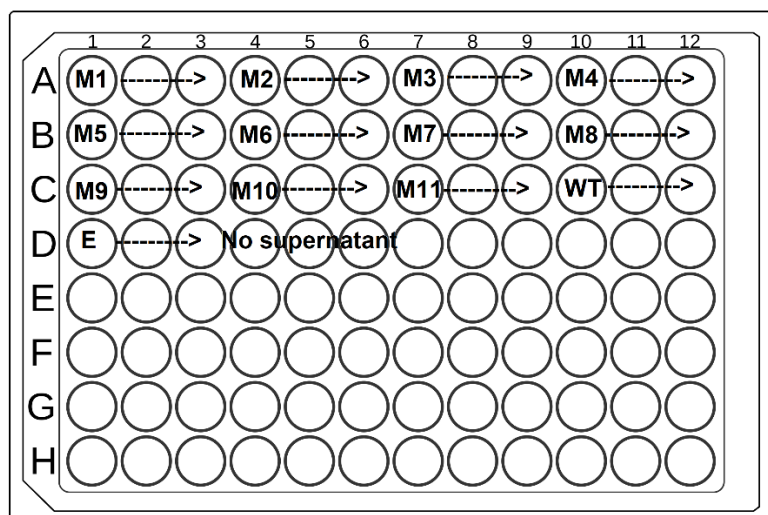 1 2 3 4 5 6 7 8 9 10 11 12
A M1 -------> M2 -------> M3 -------> M4 ------->
B M5 -------> M6 -------> M7 -------> M8 ------->
C M9 -------> M10 -------> M11 -------> WT ------->
D E -------> No supernatant
E
F
G
H